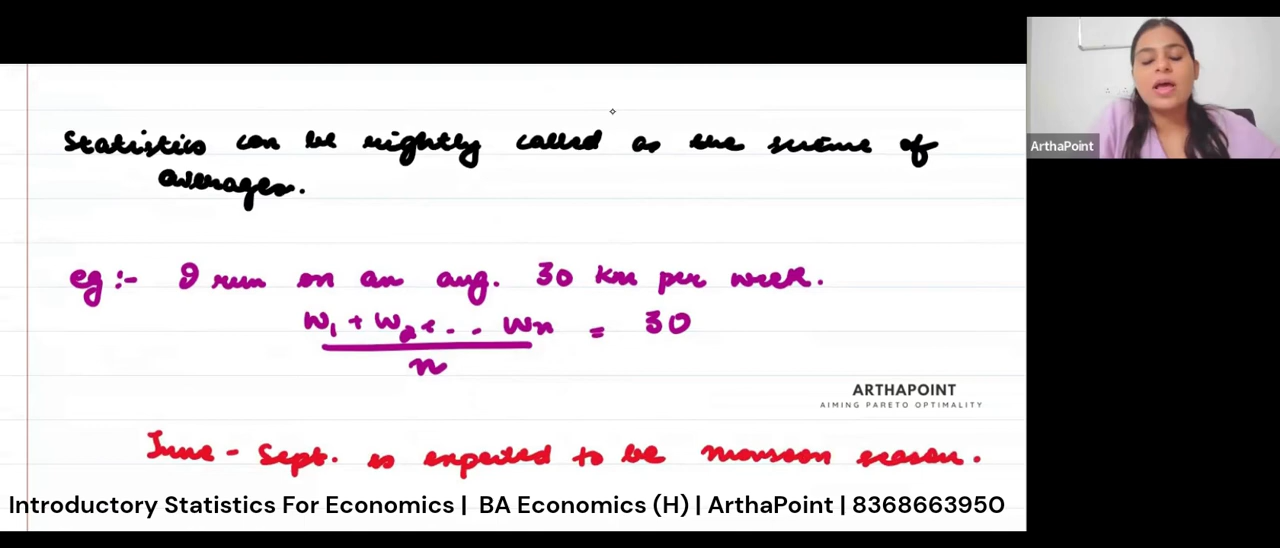 Statistics can be rightly called as the science of
averages.
ArthaPoint
eg:- I run on an avg. 30 km per week.
W1 + W2 + . . . Wn = 30
n
ARTHAPOINT
AIMING PARETO OPTIMALITY
June - Sept. is expected to be monsoon season.
Introductory Statistics For Economics | BA Economics (H) | ArthaPoint | 8368663950